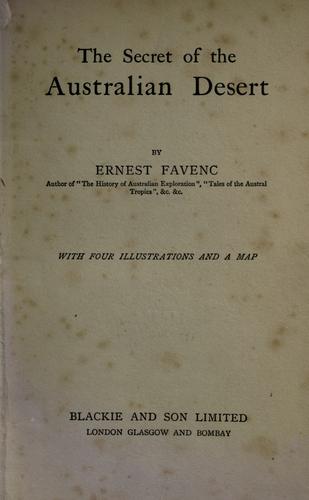 The Secret of the
Australian Desert
BY
ERNEST FAVENC
Author of "The History of Australian Exploration", "Tales of the Austral
Tropics", &c. &c.
WITH FOUR ILLUSTRATIONS AND A MAP
BLACKIE AND SON LIMITED
LONDON GLASGOW AND BOMBAY